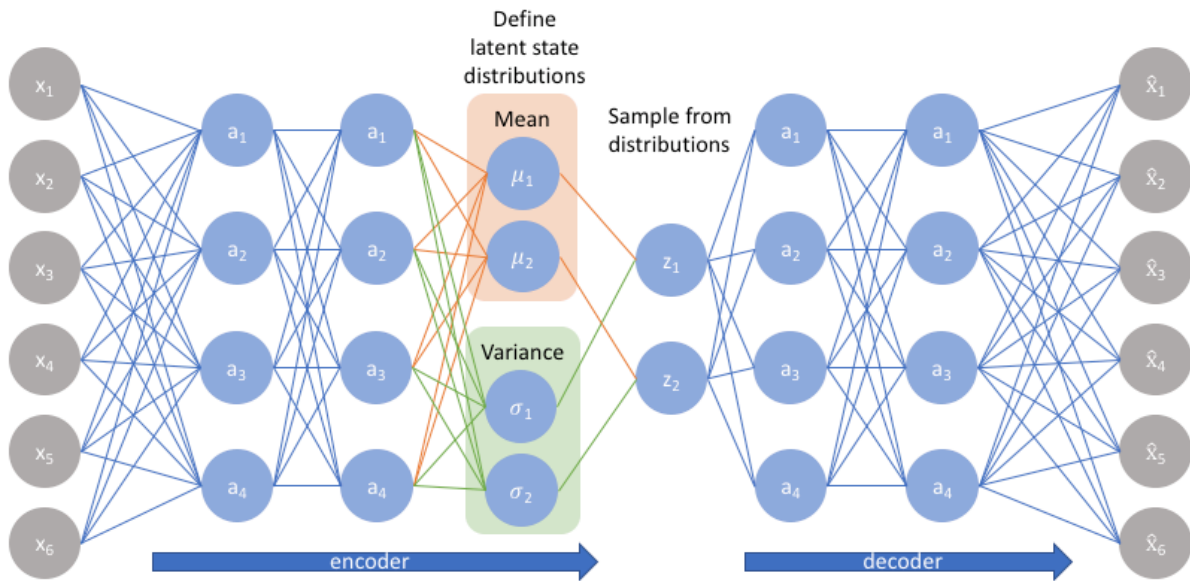 Define
latent state
distributions
Sample from
distributions
Mean
Variance
x₁
x₂
x₃
x₄
x₅
x₆
a₁
a₂
a₃
a₄
a₁
a₂
a₃
a₄
μ₁
μ₂
σ₁
σ₂
z₁
z₂
a₁
a₂
a₃
a₄
a₁
a₂
a₃
a₄
x̂₁
x̂₂
x̂₃
x̂₄
x̂₅
x̂₆
encoder
decoder